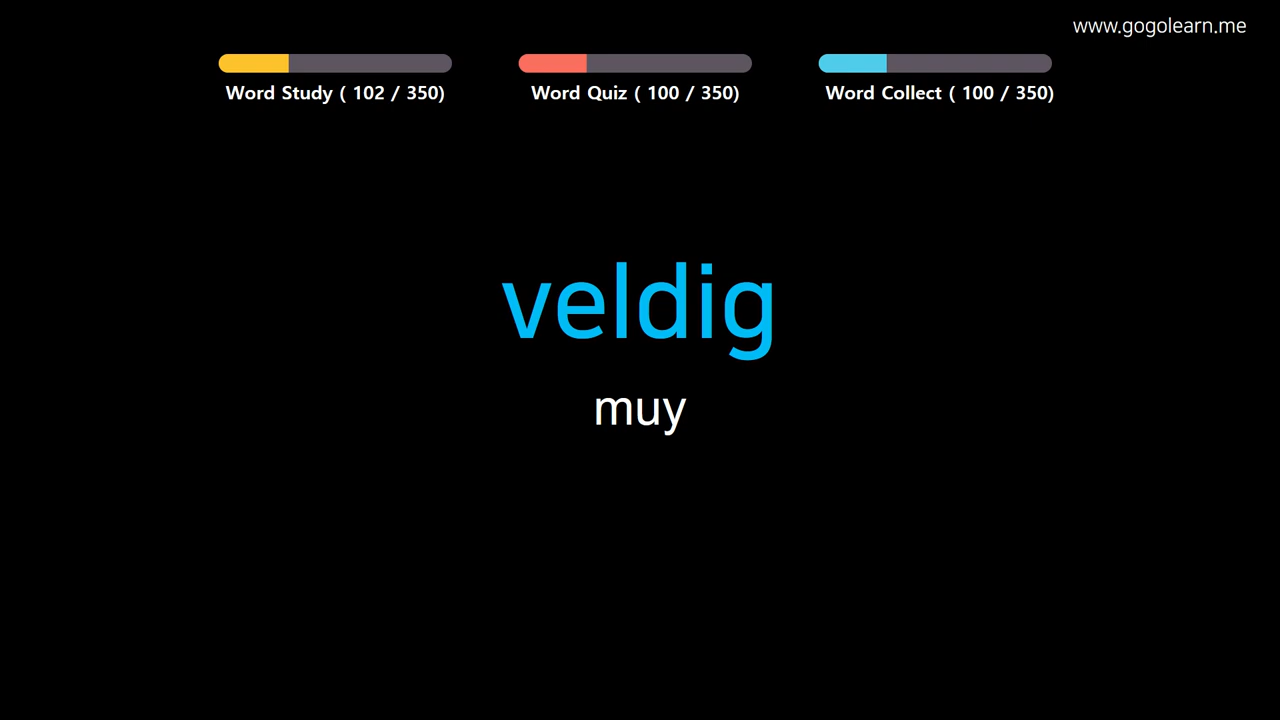 www.gogolearn.me
Word Study ( 102 / 350)
Word Quiz ( 100 / 350)
Word Collect ( 100 / 350)
veldig
muy